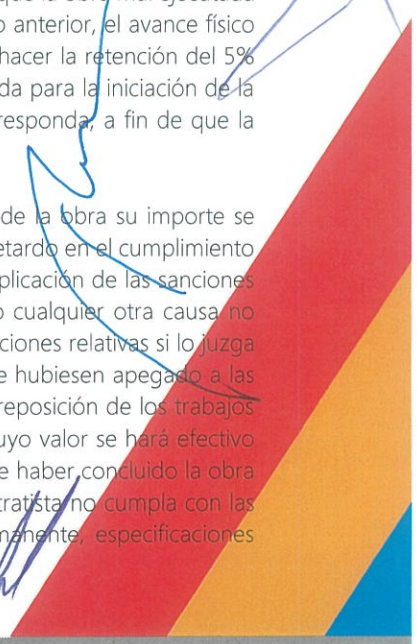 que la obra mal ejecutada
o anterior, el avance físico
hacer la retención del 5%
da para la iniciación de la
responda, a fin de que la
de la obra su importe se
etardo en el cumplimiento
plicación de las sanciones
o cualquier otra causa no
ciones relativas si lo juzga
e hubiesen apegado a las
reposición de los trabajos
uyo valor se hará efectivo
e haber concluido la obra
tratista no cumpla con las
manente, especificaciones